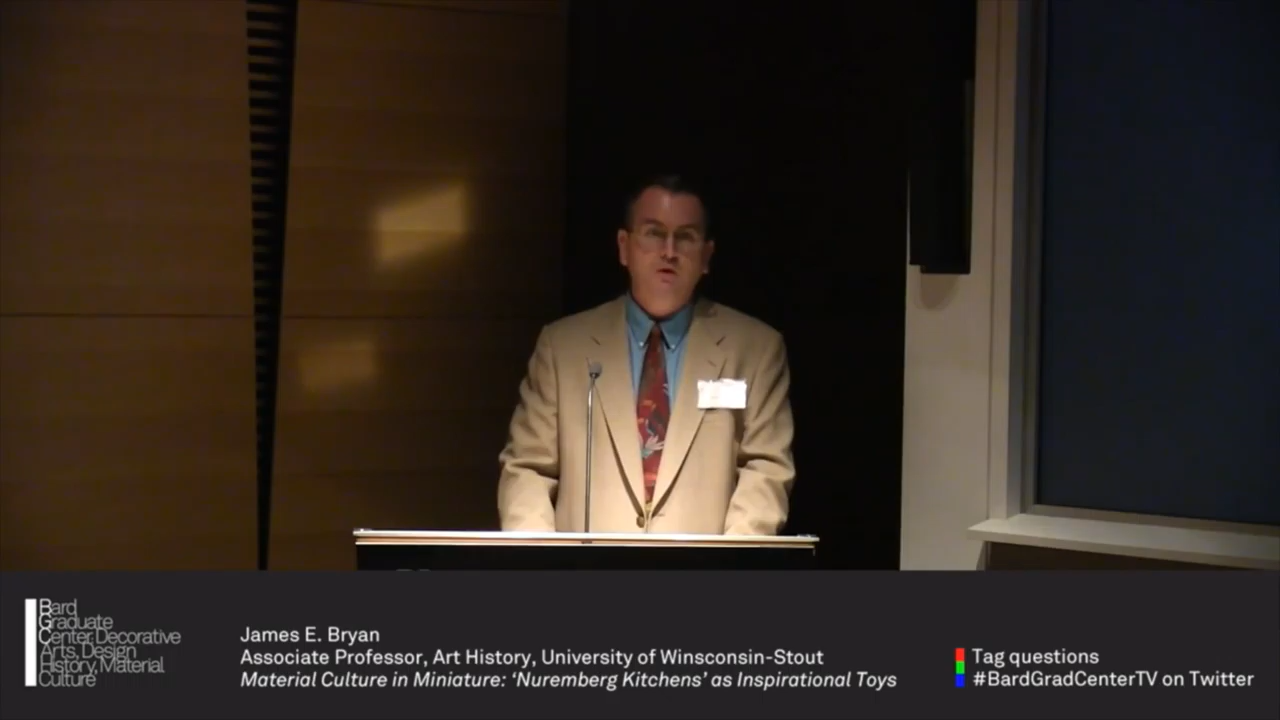 Bard
Graduate
Center Decorative
Arts, Design
History, Material
Culture
James E. Bryan
Associate Professor, Art History, University of Winsconsin-Stout
Material Culture in Miniature: ‘Nuremberg Kitchens’ as Inspirational Toys
Tag questions
#BardGradCenterTV on Twitter